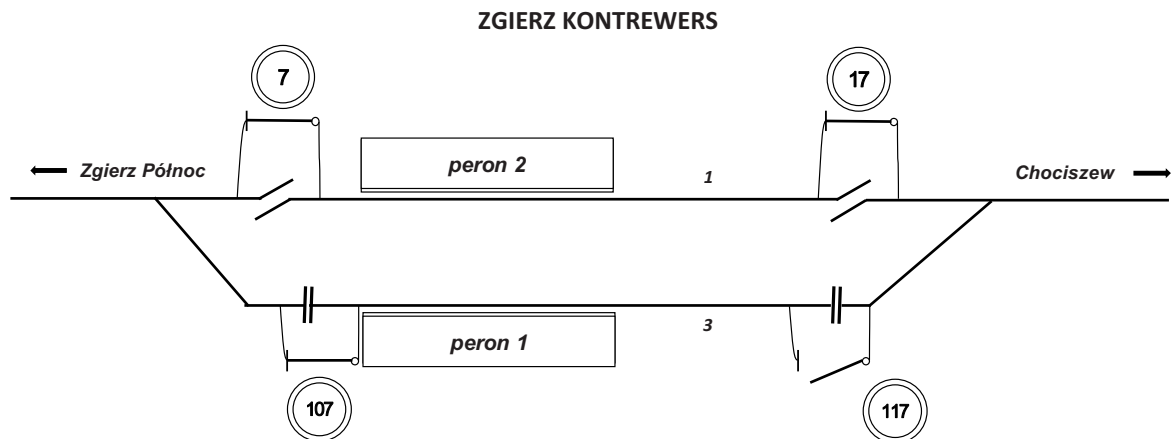 ZGIERZ KONTREWERS
7
17
Zgierz Północ
peron 2
1
Chociszew
peron 1
3
107
117